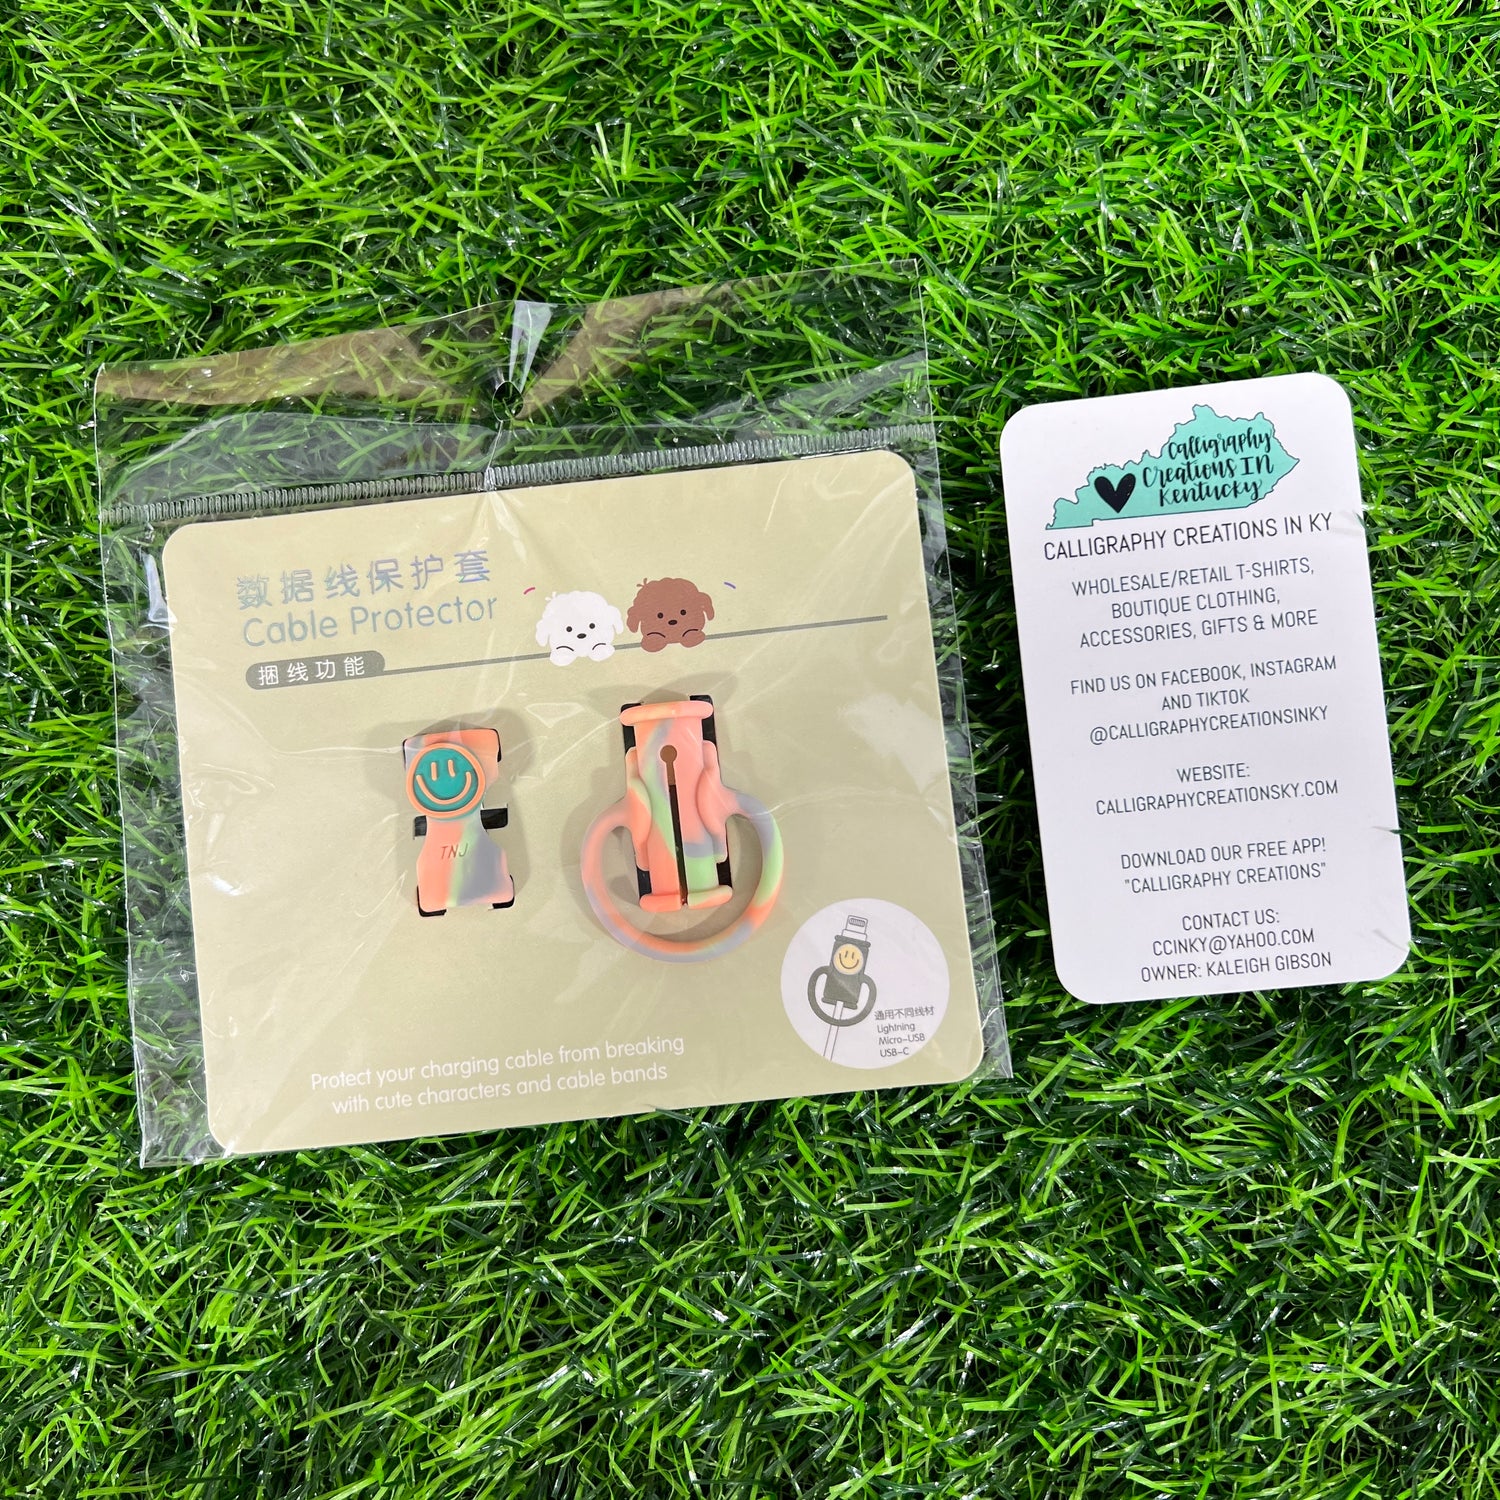 数据线保护套
Cable Protector
捆线功能
TNJ
通用不同线材
Lighlning
Micro-USB
USB-C
Protect your charging cable from breaking
with cute characters and cable bands
Calligraphy
Creations IN
Kentucky
CALLIGRAPHY CREATIONS IN KY
WHOLESALE/RETAIL T-SHIRTS,
BOUTIQUE CLOTHING,
ACCESSORIES, GIFTS & MORE
FIND US ON FACEBOOK, INSTAGRAM
AND TIKTOK
@CALLIGRAPHYCREATIONSINKY
WEBSITE:
CALLIGRAPHYCREATIONSKY.COM
DOWNLOAD OUR FREE APP!
"CALLIGRAPHY CREATIONS"
CONTACT US:
CCINKY@YAHOO.COM
OWNER: KALEIGH GIBSON